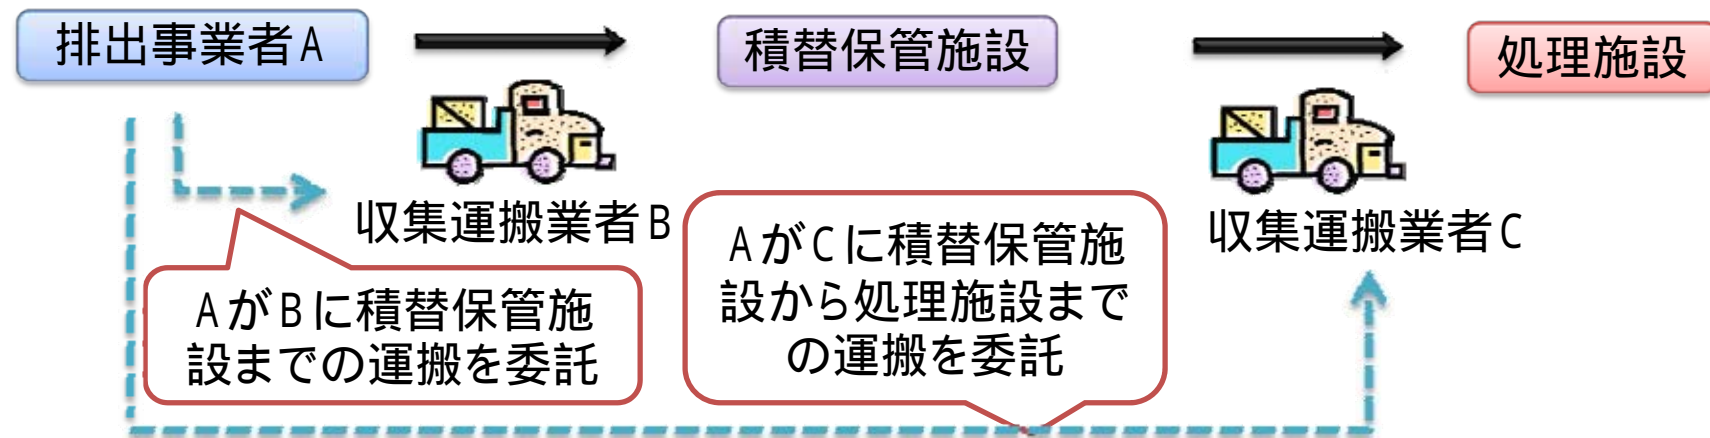 排出事業者A
積替保管施設
処理施設
収集運搬業者B
収集運搬業者C
AがBに積替保管施
設までの運搬を委託
AがCに積替保管施
設から処理施設まで
の運搬を委託